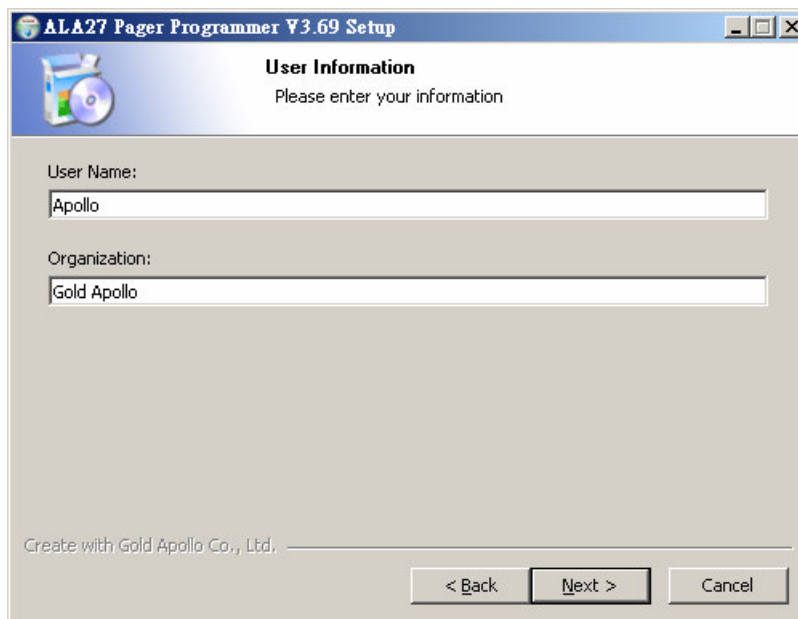 ALA27 Pager Programmer V3.69 Setup
User Information
Please enter your information
User Name:
Apollo
Organization:
Gold Apollo
Create with Gold Apollo Co., Ltd.
< Back
Next >
Cancel